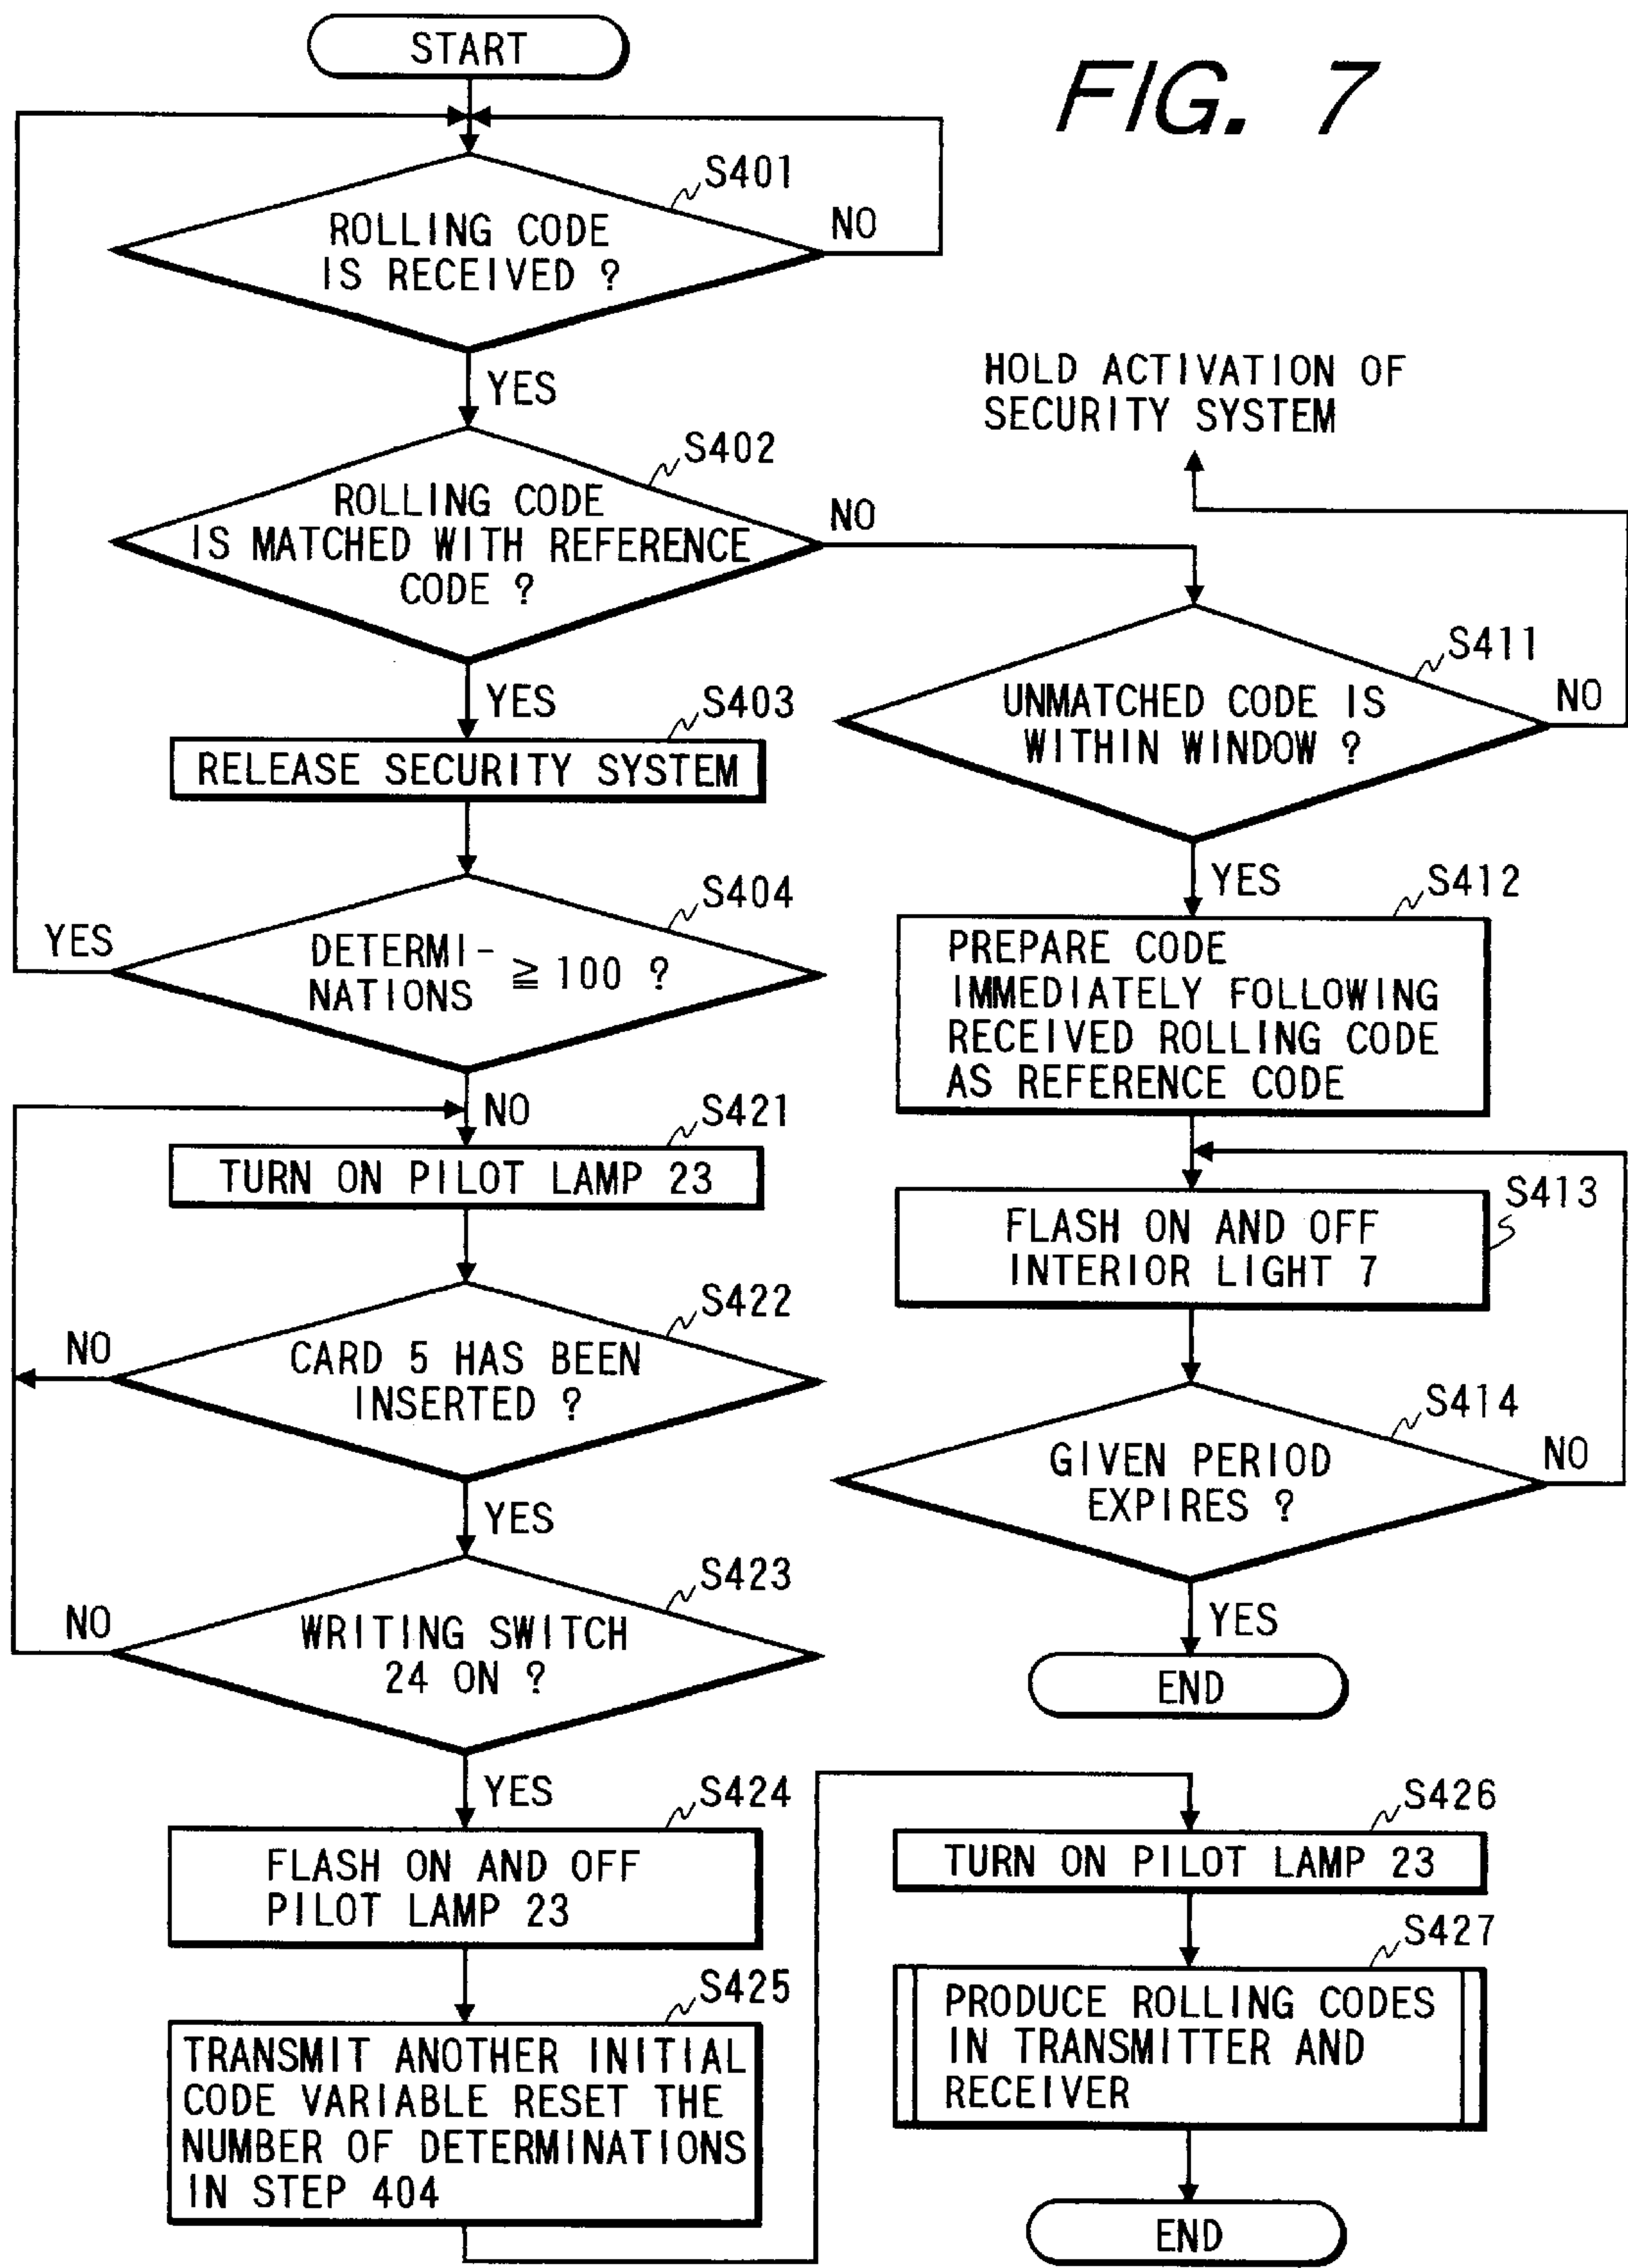 START
FIG. 7
S401
ROLLING CODE
IS RECEIVED ?
NO
YES
HOLD ACTIVATION OF
SECURITY SYSTEM
S402
ROLLING CODE
IS MATCHED WITH REFERENCE
CODE ?
NO
YES
S411
UNMATCHED CODE IS
WITHIN WINDOW ?
NO
YES
S403
RELEASE SECURITY SYSTEM
S404
DETERMI-
NATIONS
≧ 100 ?
YES
NO
S412
PREPARE CODE
IMMEDIATELY FOLLOWING
RECEIVED ROLLING CODE
AS REFERENCE CODE
S421
TURN ON PILOT LAMP 23
S413
FLASH ON AND OFF
INTERIOR LIGHT 7
S422
CARD 5 HAS BEEN
INSERTED ?
NO
YES
S414
GIVEN PERIOD
EXPIRES ?
NO
YES
END
S423
WRITING SWITCH
24 ON ?
NO
YES
S424
FLASH ON AND OFF
PILOT LAMP 23
S425
TRANSMIT ANOTHER INITIAL
CODE VARIABLE RESET THE
NUMBER OF DETERMINATIONS
IN STEP 404
S426
TURN ON PILOT LAMP 23
S427
PRODUCE ROLLING CODES
IN TRANSMITTER AND
RECEIVER
END